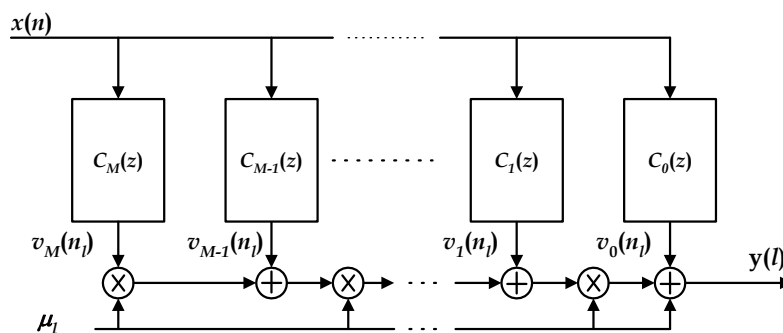 x(n)
C_M(z) C_{M-1}(z) C_1(z) C_0(z)
v_M(n_l) v_{M-1}(n_l) v_1(n_l) v_0(n_l) y(l)
μ_l